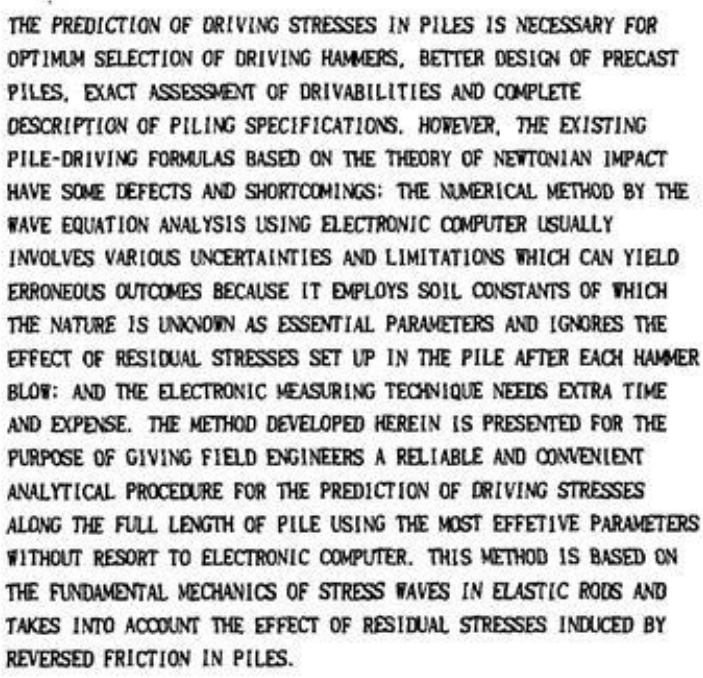 THE PREDICTION OF DRIVING STRESSES IN PILES IS NECESSARY FOR
OPTIMUM SELECTION OF DRIVING HAMMERS, BETTER DESIGN OF PRECAST
PILES, EXACT ASSESSMENT OF DRIVABILITIES AND COMPLETE
DESCRIPTION OF PILING SPECIFICATIONS. HOWEVER, THE EXISTING
PILE-DRIVING FORMULAS BASED ON THE THEORY OF NEWTONIAN IMPACT
HAVE SOME DEFECTS AND SHORTCOMINGS; THE NUMERICAL METHOD BY THE
WAVE EQUATION ANALYSIS USING ELECTRONIC COMPUTER USUALLY
INVOLVES VARIOUS UNCERTAINTIES AND LIMITATIONS WHICH CAN YIELD
ERRONEOUS OUTCOMES BECAUSE IT EMPLOYS SOIL CONSTANTS OF WHICH
THE NATURE IS UNKNOWN AS ESSENTIAL PARAMETERS AND IGNORES THE
EFFECT OF RESIDUAL STRESSES SET UP IN THE PILE AFTER EACH HAMMER
BLOW; AND THE ELECTRONIC MEASURING TECHNIQUE NEEDS EXTRA TIME
AND EXPENSE. THE METHOD DEVELOPED HEREIN IS PRESENTED FOR THE
PURPOSE OF GIVING FIELD ENGINEERS A RELIABLE AND CONVENIENT
ANALYTICAL PROCEDURE FOR THE PREDICTION OF DRIVING STRESSES
ALONG THE FULL LENGTH OF PILE USING THE MOST EFFETIVE PARAMETERS
WITHOUT RESORT TO ELECTRONIC COMPUTER. THIS METHOD IS BASED ON
THE FUNDAMENTAL MECHANICS OF STRESS WAVES IN ELASTIC RODS AND
TAKES INTO ACCOUNT THE EFFECT OF RESIDUAL STRESSES INDUCED BY
REVERSED FRICTION IN PILES.